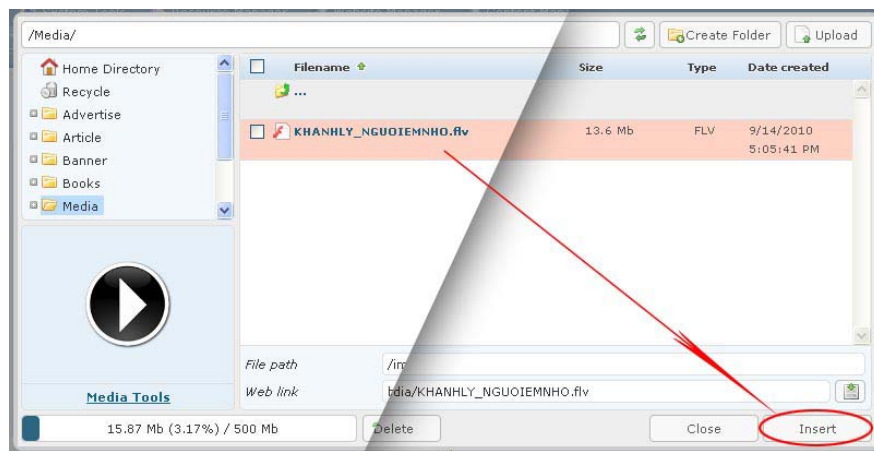 /Media/
Create Folder
Upload
Home Directory
Recycle
Advertise
Article
Banner
Books
Media
Filename
Size
Type
Date created
...
KHANHLY_NGUOIEMNHO.flv
13.6 Mb
FLV
9/14/2010
5:05:41 PM
File path
Web link
tdia/KHANHLY_NGUOIEMNHO.flv
Media Tools
15.87 Mb (3.17%) / 500 Mb
Delete
Close
Insert